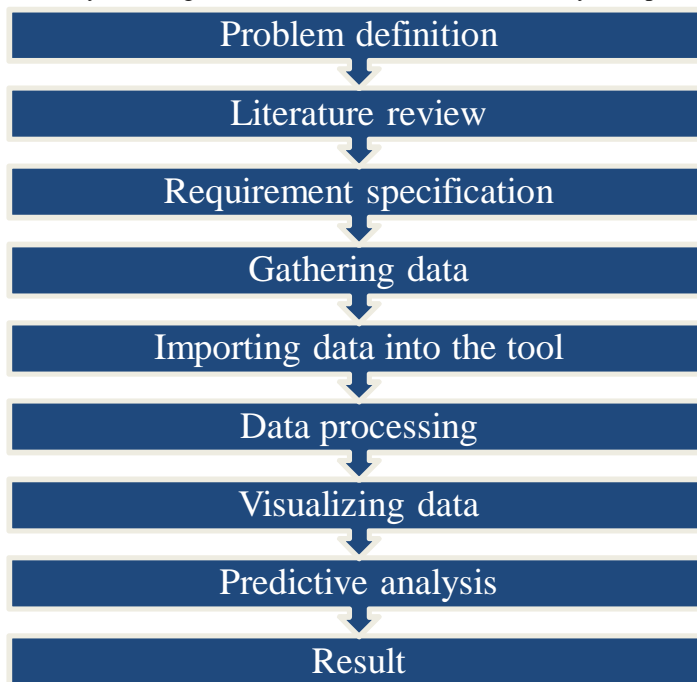 Problem definition
Literature review
Requirement specification
Gathering data
Importing data into the tool
Data processing
Visualizing data
Predictive analysis
Result